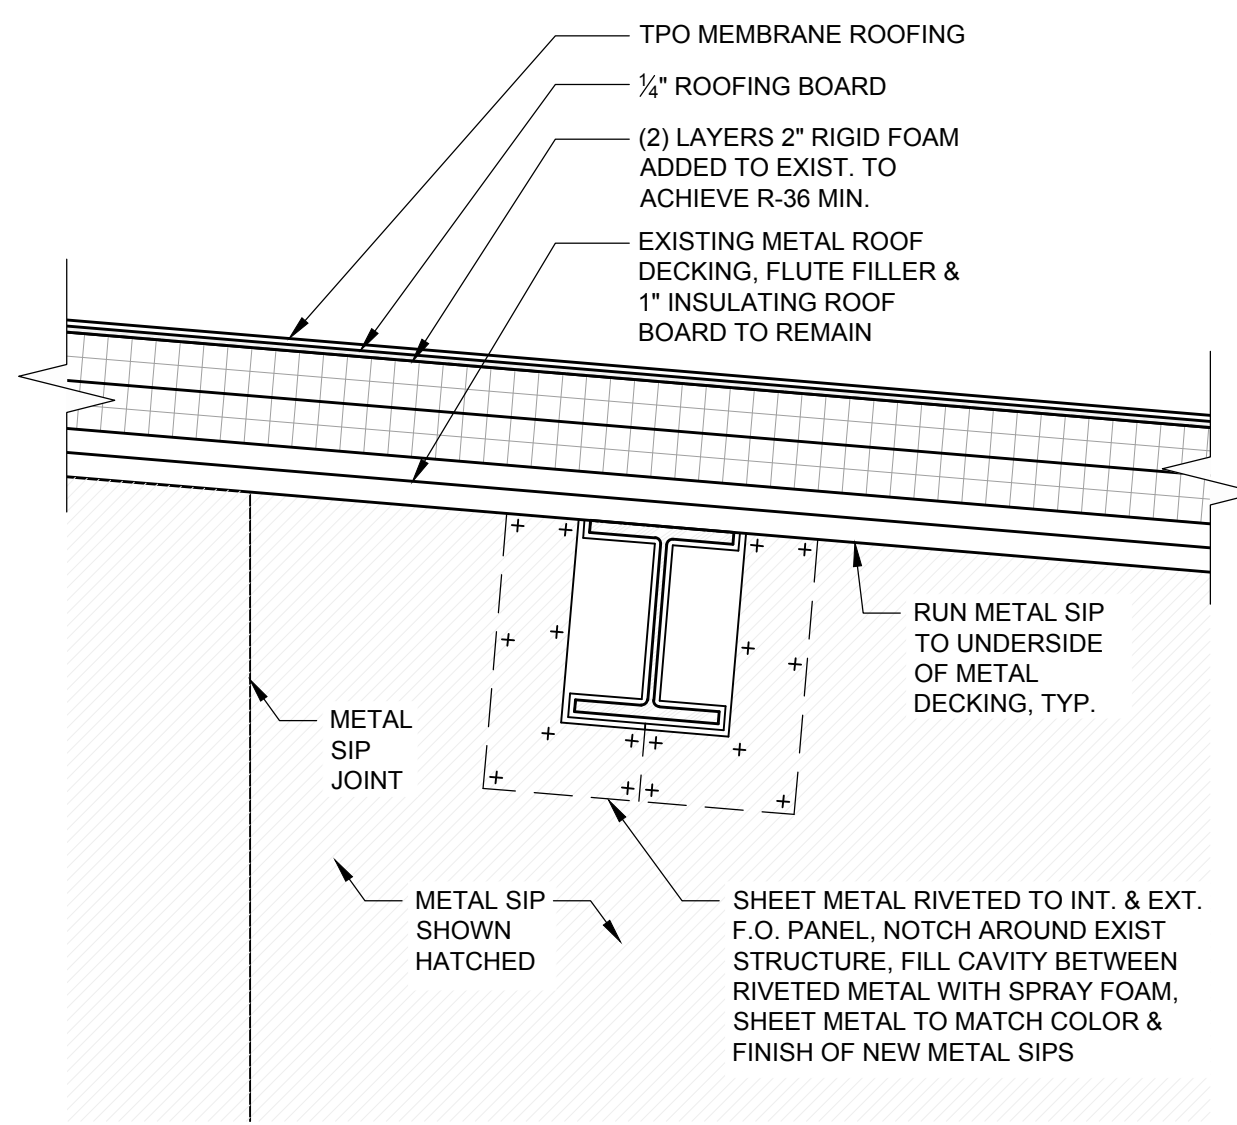 TPO MEMBRANE ROOFING
¼" ROOFING BOARD
(2) LAYERS 2" RIGID FOAM
ADDED TO EXIST. TO
ACHIEVE R-36 MIN.
EXISTING METAL ROOF
DECKING, FLUTE FILLER &
1" INSULATING ROOF
BOARD TO REMAIN
RUN METAL SIP
TO UNDERSIDE
OF METAL
DECKING, TYP.
METAL
SIP
JOINT
METAL SIP
SHOWN
HATCHED
SHEET METAL RIVETED TO INT. & EXT.
F.O. PANEL, NOTCH AROUND EXIST
STRUCTURE, FILL CAVITY BETWEEN
RIVETED METAL WITH SPRAY FOAM,
SHEET METAL TO MATCH COLOR &
FINISH OF NEW METAL SIPS